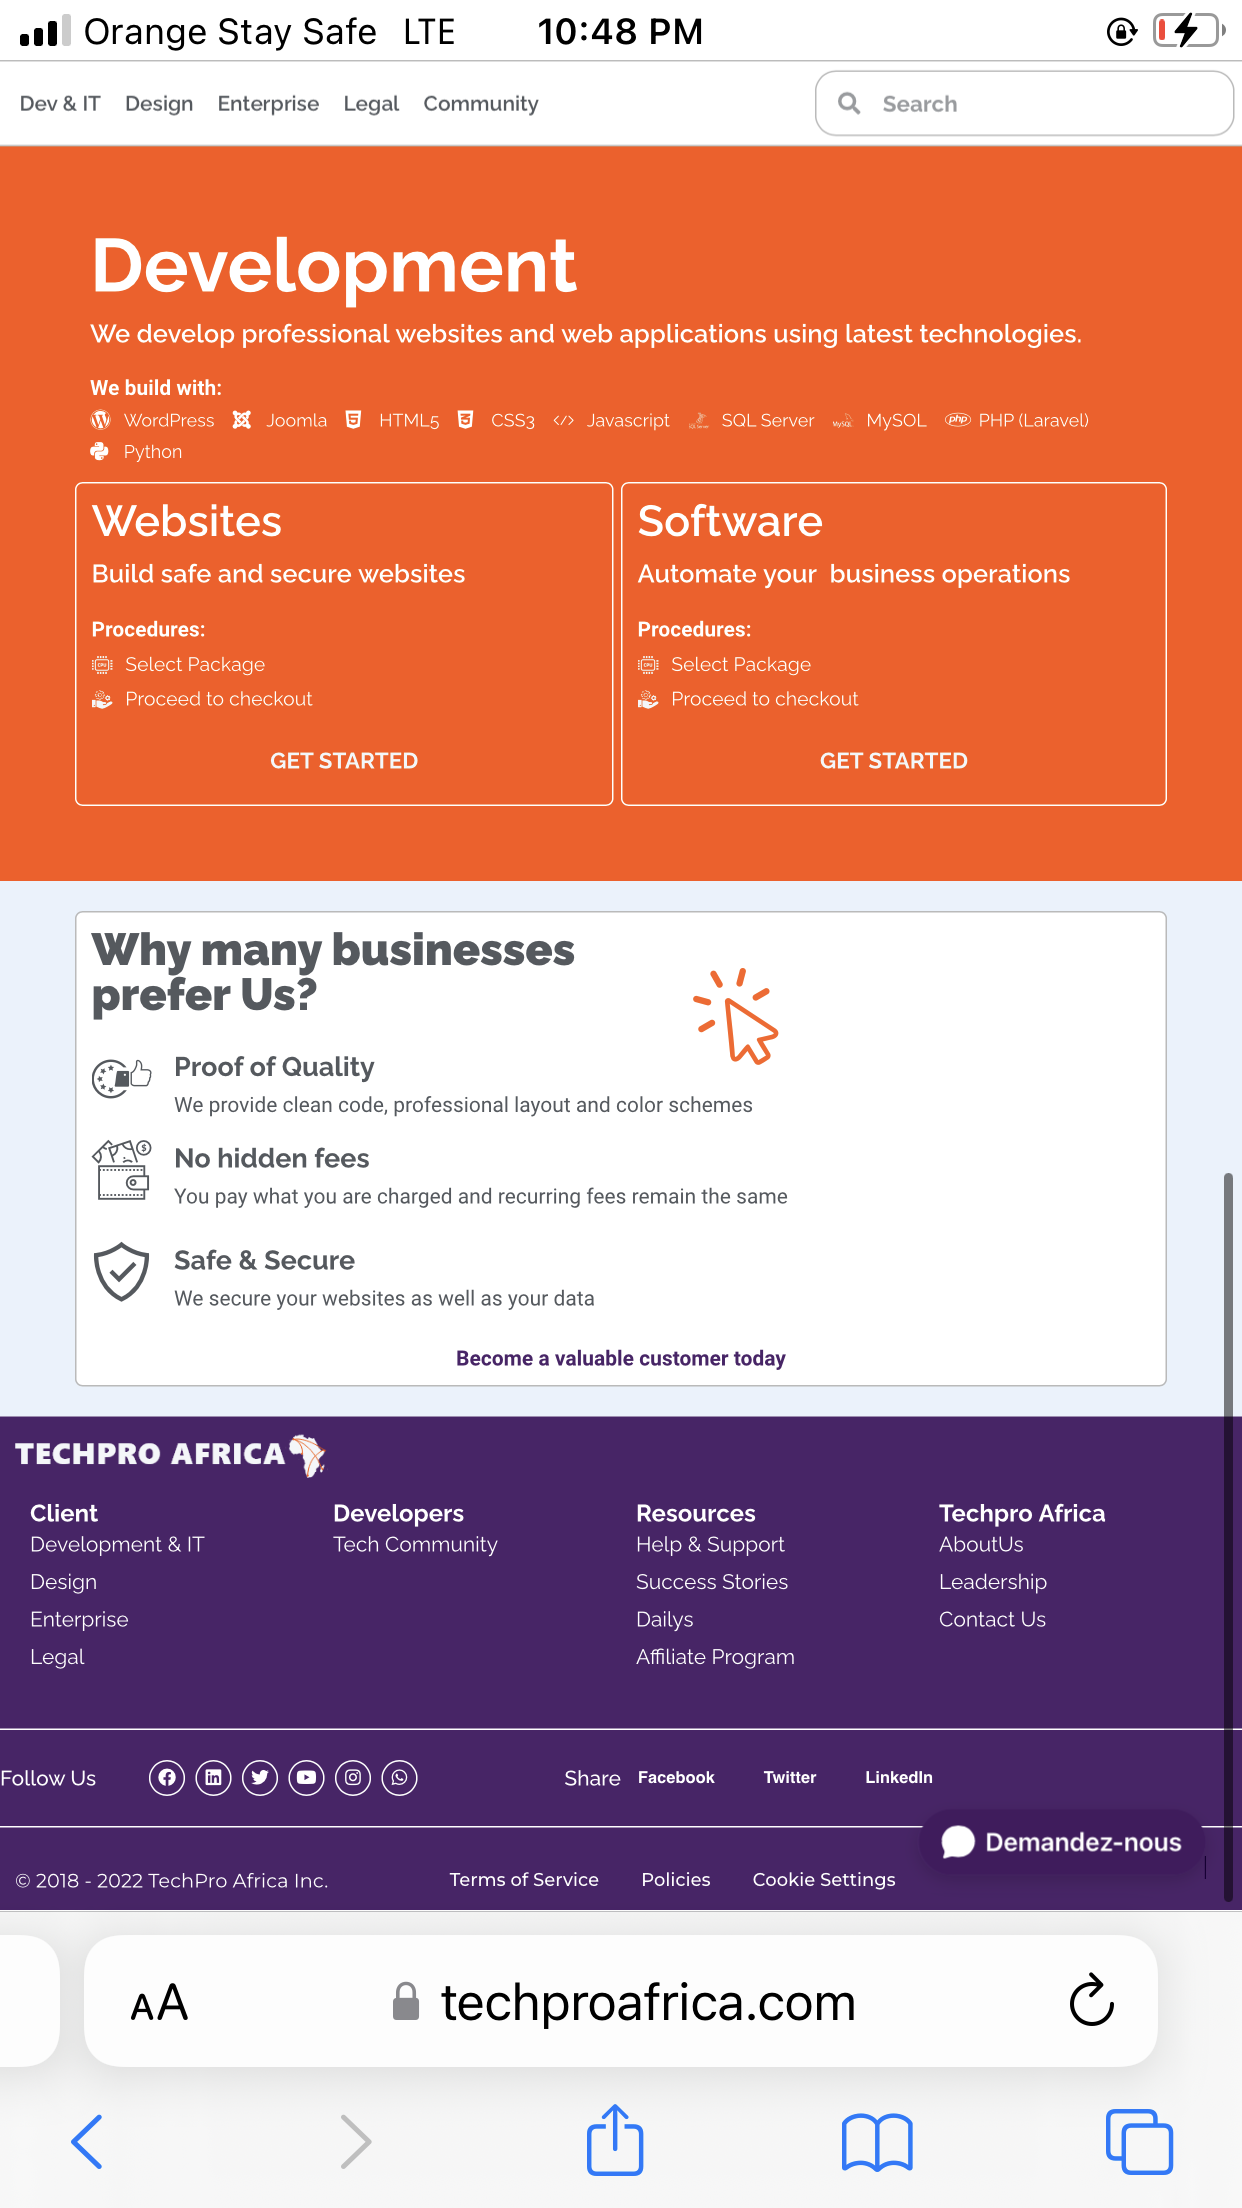 Orange Stay Safe LTE 10:48 PM
Dev & IT Design Enterprise Legal Community Search
Development
We develop professional websites and web applications using latest technologies.
We build with:
WordPress Joomla HTML5 CSS3 </> Javascript SQL Server MySQL MySOL php PHP (Laravel)
Python
Websites
Build safe and secure websites
Procedures:
Select Package
Proceed to checkout
GET STARTED
Software
Automate your business operations
Procedures:
Select Package
Proceed to checkout
GET STARTED
Why many businesses
prefer Us?
Proof of Quality
We provide clean code, professional layout and color schemes
No hidden fees
You pay what you are charged and recurring fees remain the same
Safe & Secure
We secure your websites as well as your data
Become a valuable customer today
TECHPRO AFRICA
Client
Development & IT
Design
Enterprise
Legal
Developers
Tech Community
Resources
Help & Support
Success Stories
Dailys
Affiliate Program
Techpro Africa
AboutUs
Leadership
Contact Us
Follow Us Share Facebook Twitter LinkedIn
Demandez-nous
© 2018 - 2022 TechPro Africa Inc. Terms of Service Policies Cookie Settings
AA techproafrica.com